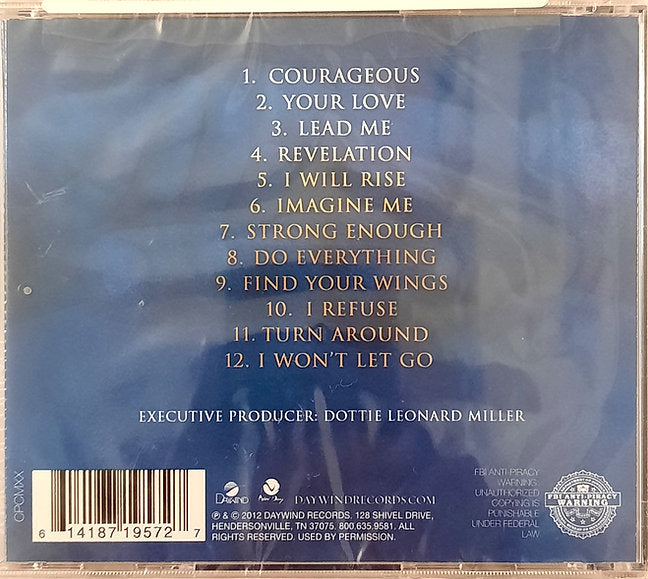 1. COURAGEOUS
2. YOUR LOVE
3. LEAD ME
4. REVELATION
5. I WILL RISE
6. IMAGINE ME
7. STRONG ENOUGH
8. DO EVERYTHING
9. FIND YOUR WINGS
10. I REFUSE
11. TURN AROUND
12. I WON'T LET GO
EXECUTIVE PRODUCER: DOTTIE LEONARD MILLER
CPCMXX
6 14187 19572 7
DAYWIND
DAYWINDRECORDS.COM
℗ & © 2012 DAYWIND RECORDS. 128 SHIVEL DRIVE,
HENDERSONVILLE, TN 37075. 800.635.9581. ALL
RIGHTS RESERVED. USED BY PERMISSION.
FBI ANTI-PIRACY
WARNING:
UNAUTHORIZED
COPYING IS
PUNISHABLE
UNDER FEDERAL
LAW
FBI ANTI-PIRACY
WARNING